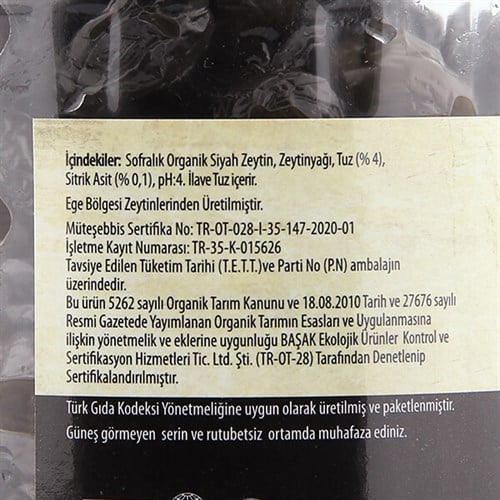 İçindekiler: Sofralık Organik Siyah Zeytin, Zeytinyağı, Tuz (% 4),
Sitrik Asit (% 0,1), pH:4. İlave Tuz içerir.
Ege Bölgesi Zeytinlerinden Üretilmiştir.
Müteşebbis Sertifika No: TR-OT-028-I-35-147-2020-01
İşletme Kayıt Numarası: TR-35-K-015626
Tavsiye Edilen Tüketim Tarihi (T.E.T.T.)ve Parti No (P.N) ambalajın
üzerindedir.
Bu ürün 5262 sayılı Organik Tarım Kanunu ve 18.08.2010 Tarih ve 27676 sayılı
Resmi Gazetede Yayımlanan Organik Tarımın Esasları ve Uygulanmasına
ilişkin yönetmelik ve eklerine uygunluğu BAŞAK Ekolojik Ürünler Kontrol ve
Sertifikasyon Hizmetleri Tic. Ltd. Şti. (TR-OT-28) Tarafından Denetlenip
Sertifikalandırılmıştır.
Türk Gıda Kodeksi Yönetmeliğine uygun olarak üretilmiş ve paketlenmiştir.
Güneş görmeyen serin ve rutubetsiz ortamda muhafaza ediniz.